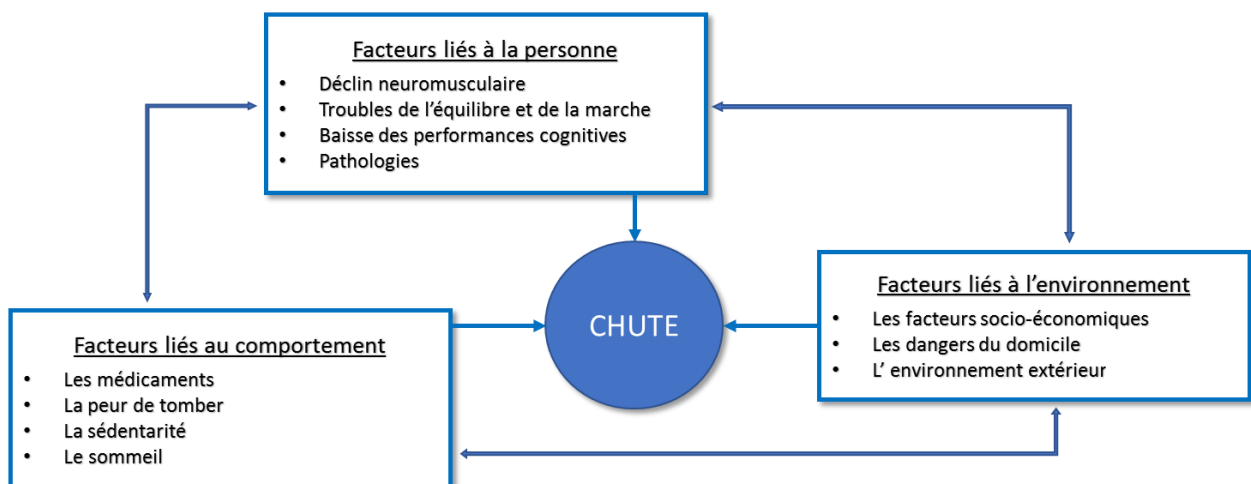 Facteurs liés à la personne
• Déclin neuromusculaire
• Troubles de l'équilibre et de la marche
• Baisse des performances cognitives
• Pathologies
CHUTE
Facteurs liés à l'environnement
• Les facteurs socio-économiques
• Les dangers du domicile
• L' environnement extérieur
Facteurs liés au comportement
• Les médicaments
• La peur de tomber
• La sédentarité
• Le sommeil